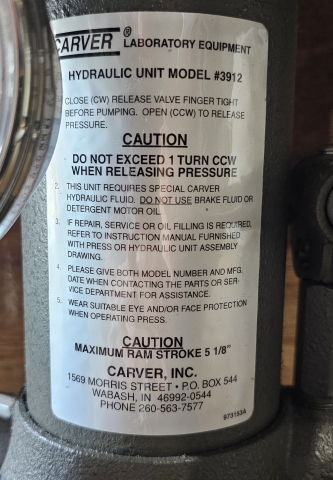 CARVER® LABORATORY EQUIPMENT
HYDRAULIC UNIT MODEL #3912
CLOSE (CW) RELEASE VALVE FINGER TIGHT
BEFORE PUMPING. OPEN (CCW) TO RELEASE
PRESSURE.
CAUTION
DO NOT EXCEED 1 TURN CCW
WHEN RELEASING PRESSURE
2. THIS UNIT REQUIRES SPECIAL CARVER
HYDRAULIC FLUID. DO NOT USE BRAKE FLUID OR
DETERGENT MOTOR OIL.
3. IF REPAIR, SERVICE OR OIL FILLING IS REQUIRED,
REFER TO INSTRUCTION MANUAL FURNISHED
WITH PRESS OR HYDRAULIC UNIT ASSEMBLY
DRAWING.
4. PLEASE GIVE BOTH MODEL NUMBER AND MFG.
DATE WHEN CONTACTING THE PARTS OR SER-
VICE DEPARTMENT FOR ASSISTANCE.
5. WEAR SUITABLE EYE AND/OR FACE PROTECTION
WHEN OPERATING PRESS.
CAUTION
MAXIMUM RAM STROKE 5 1/8"
CARVER, INC.
1569 MORRIS STREET • P.O. BOX 544
WABASH, IN 46992-0544
PHONE 260-563-7577
973153A